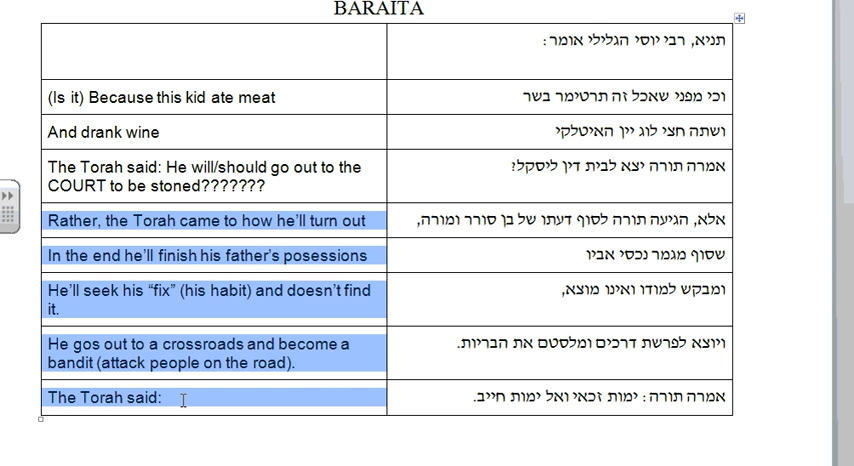 BARAITA
תניא, רבי יוסי הגלילי אומר:
(Is it) Because this kid ate meat
וכי מפני שאכל זה תרטימר בשר
And drank wine
ושתה חצי לוג יין האיטלקי
The Torah said: He will/should go out to the
COURT to be stoned???????
אמרה תורה יצא לבית דין ליסקל?
Rather, the Torah came to how he'll turn out
אלא, הגיעה תורה לסוף דעתו של בן סורר ומורה,
In the end he'll finish his father's posessions
שסוף מגמר נכסי אביו
He'll seek his “fix” (his habit) and doesn't find
it.
ומבקש למודו ואינו מוצא,
He gos out to a crossroads and become a
bandit (attack people on the road).
ויוצא לפרשת דרכים ומלסטם את הבריות.
The Torah said:
אמרה תורה: ימות זכאי ואל ימות חייב.